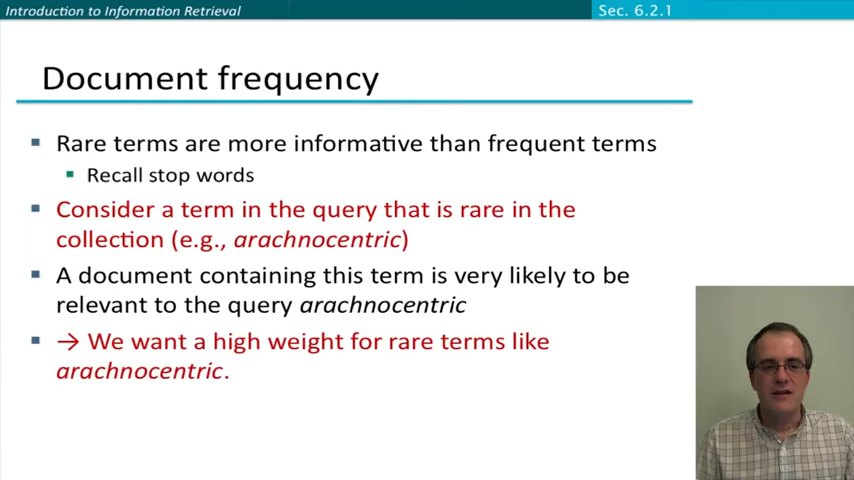 Introduction to Information Retrieval
Sec. 6.2.1
Document frequency
Rare terms are more informative than frequent terms
Recall stop words
Consider a term in the query that is rare in the
collection (e.g., arachnocentric)
A document containing this term is very likely to be
relevant to the query arachnocentric
→ We want a high weight for rare terms like
arachnocentric.